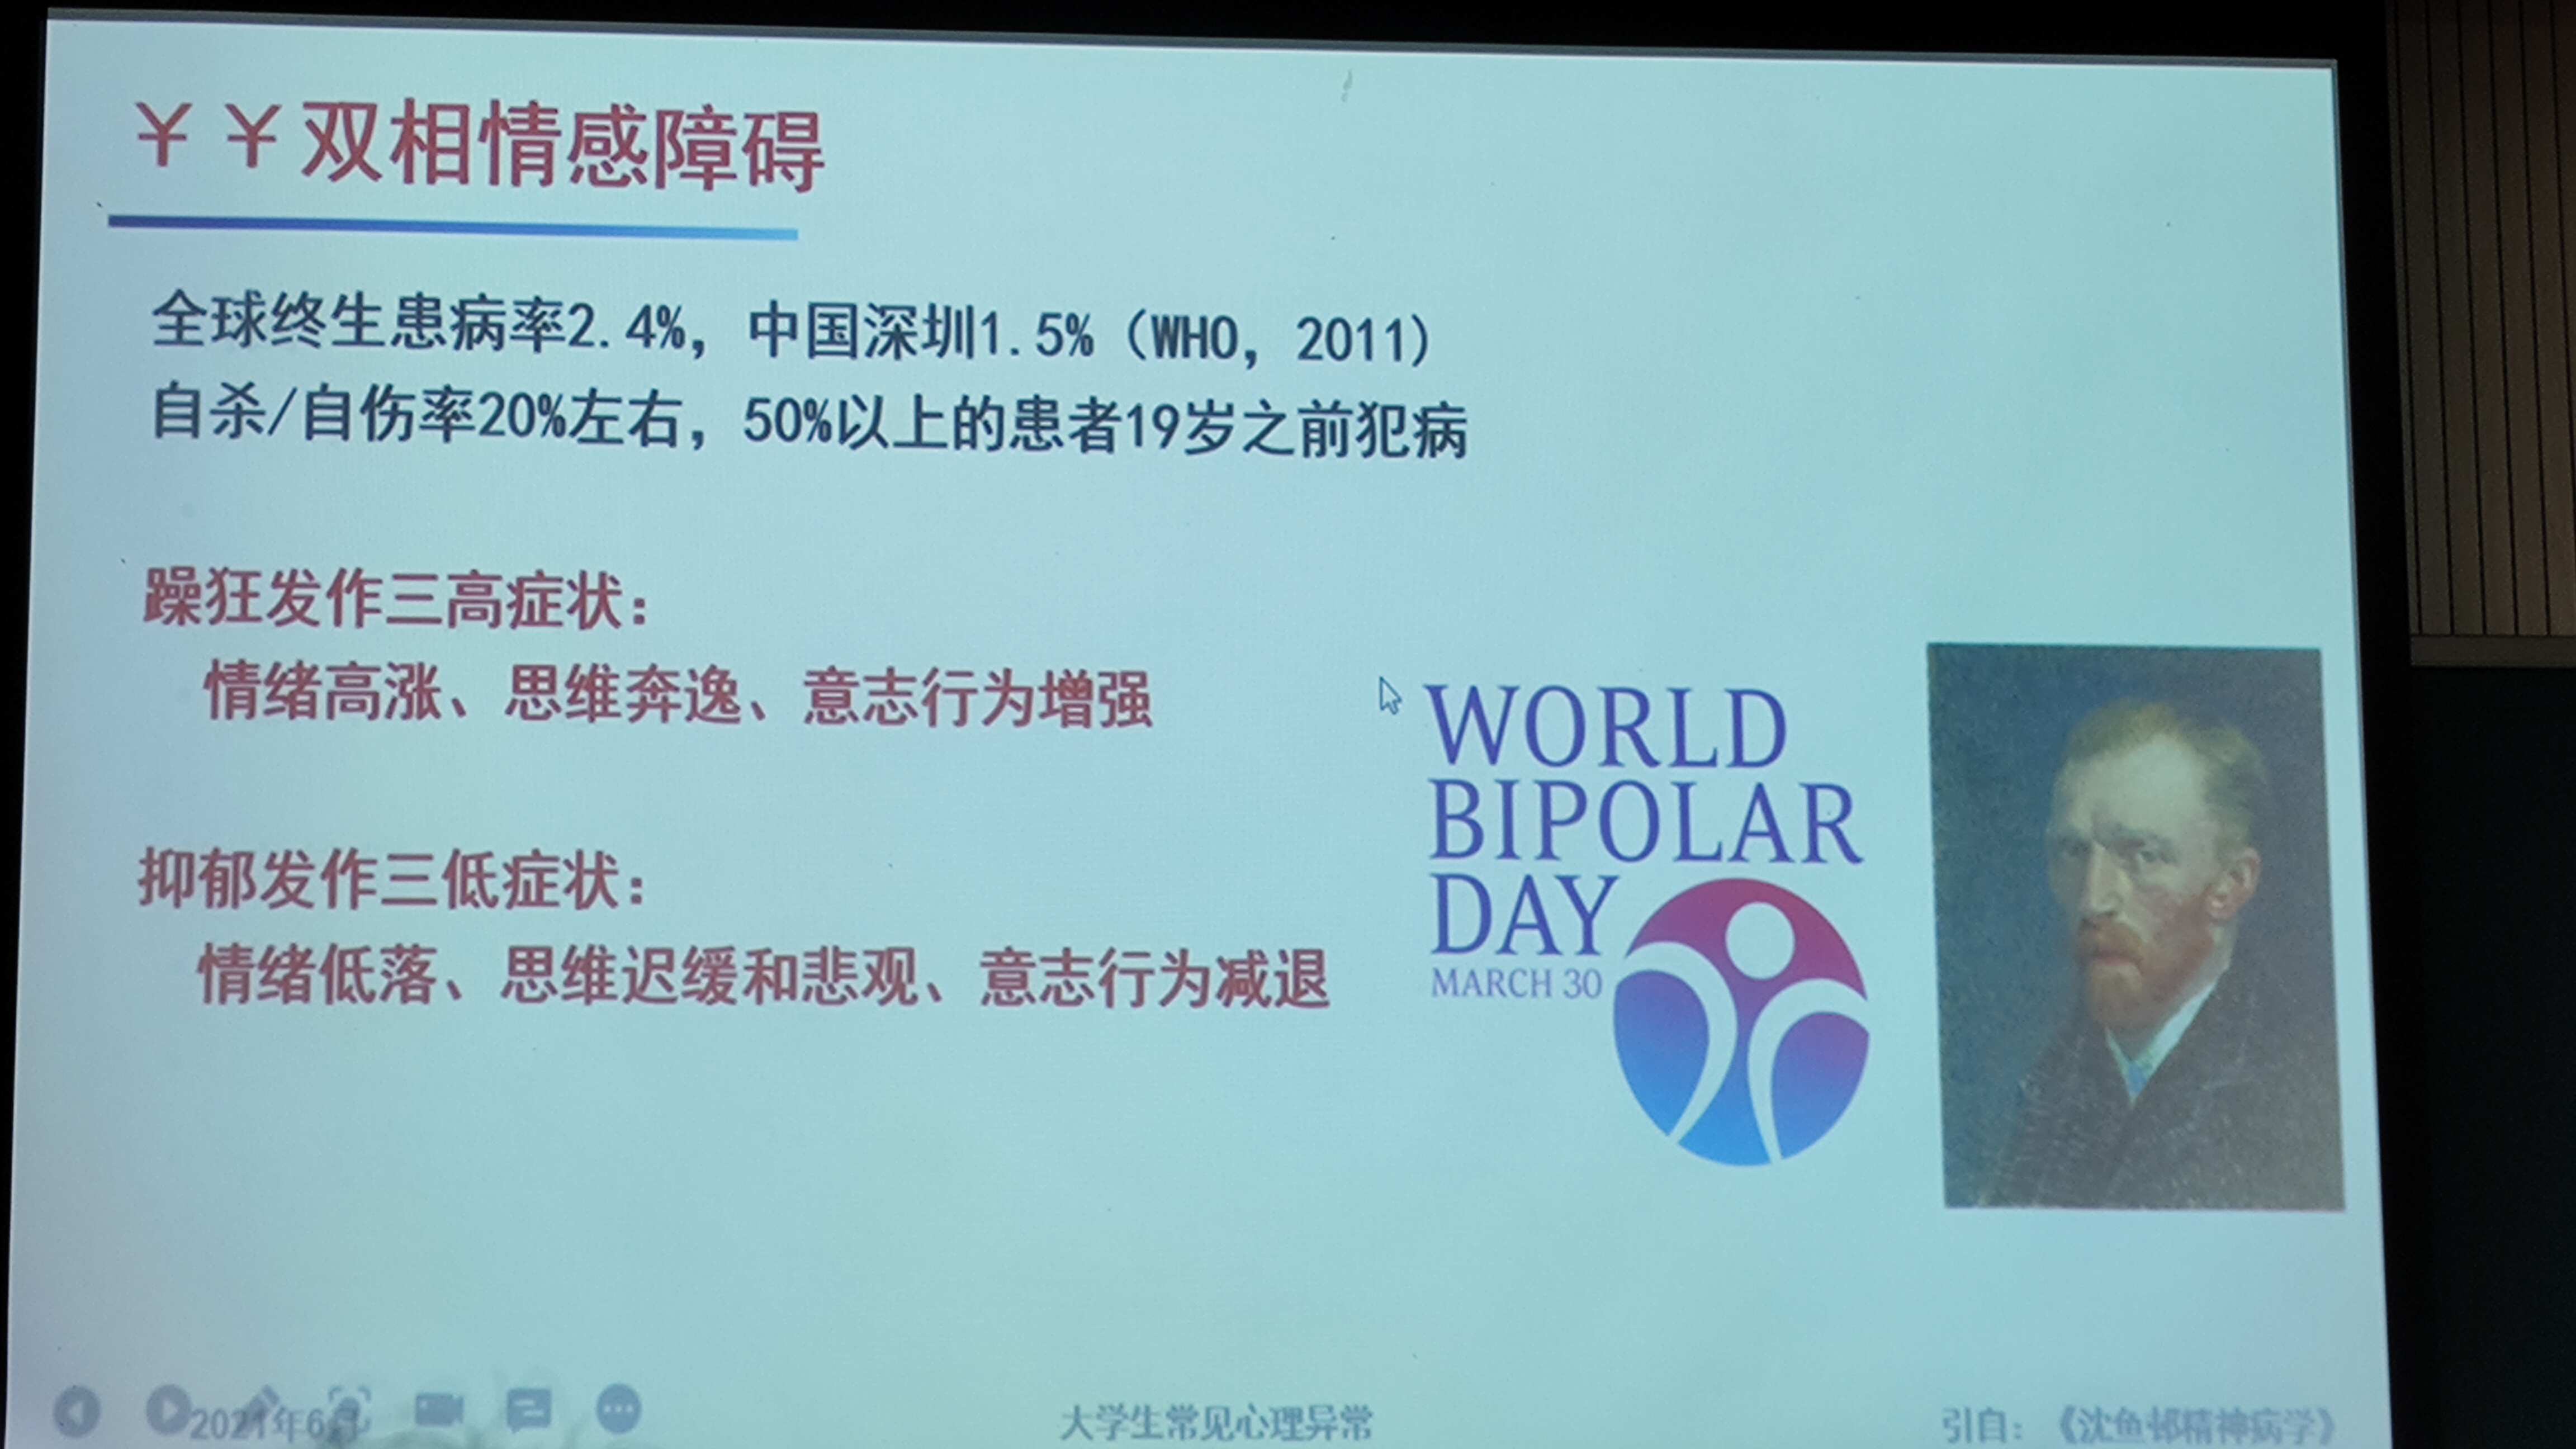 ￥￥双相情感障碍
全球终生患病率2.4%，中国深圳1.5%（WHO，2011）
自杀/自伤率20%左右，50%以上的患者19岁之前犯病
躁狂发作三高症状：
情绪高涨、思维奔逸、意志行为增强
抑郁发作三低症状：
情绪低落、思维迟缓和悲观、意志行为减退
WORLD
BIPOLAR
DAY
MARCH 30
2021年6月
大学生常见心理异常
引自：《沈鱼邨精神病学》